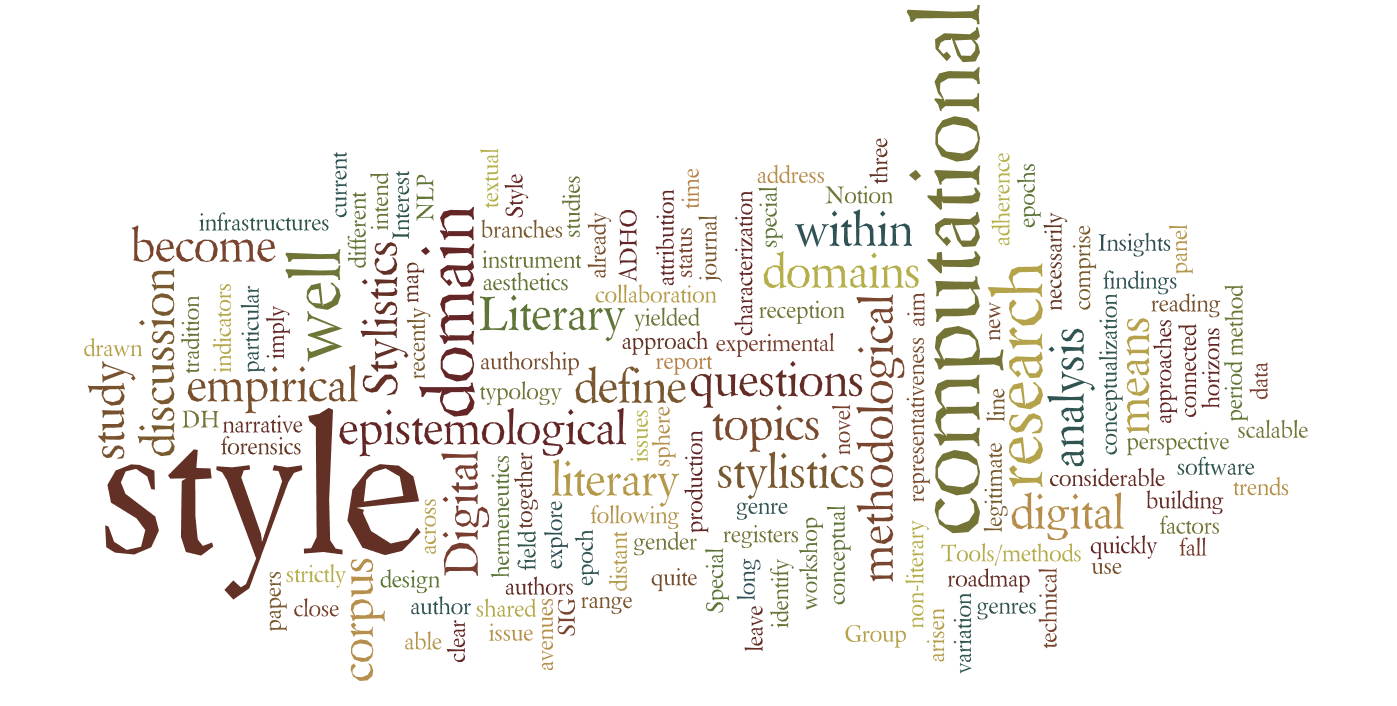 computational
three
current
textual
Style
time
address
adherence
epochs
different
intend
Interest
NLP
studies
special
Notion
infrastructures
branches
already
ADHO
attribution
status
journal
characterization
within
necessarily
comprise
Insights
panel
become
well
Stylistics
domain
instrument
aesthetics
domains
findings
map
collaboration
reception
reading
discussion
tradition
indicators
particular
imply
recently
Literary
yielded
methodological
aim
new
research
conceptualization
means
approaches
connected
horizons
period
method
data
drawn
study
empirical
authorship
approach
experimental
report
analysis
typology
define
questions
representativeness
line
DH
narrative
forensics
epistemological
issues
sphere
topics
novel
perspective
scalable
style
Digital
hermeneutics
together
field
literary
production
stylistics
legitimate
considerable
software
trends
across
explore
following
genre
digital
building
factors
epoch
distant
gender
registers
workshop
conceptual
non-literary
Tools/methods
quickly
fall
use
papers
strictly
corpus
design
authors
quite
Special
long
identify
roadmap
technical
close
author
shared
range
SIG
avenues
leave
variation
genres
able
clear
issue
Group
arisen